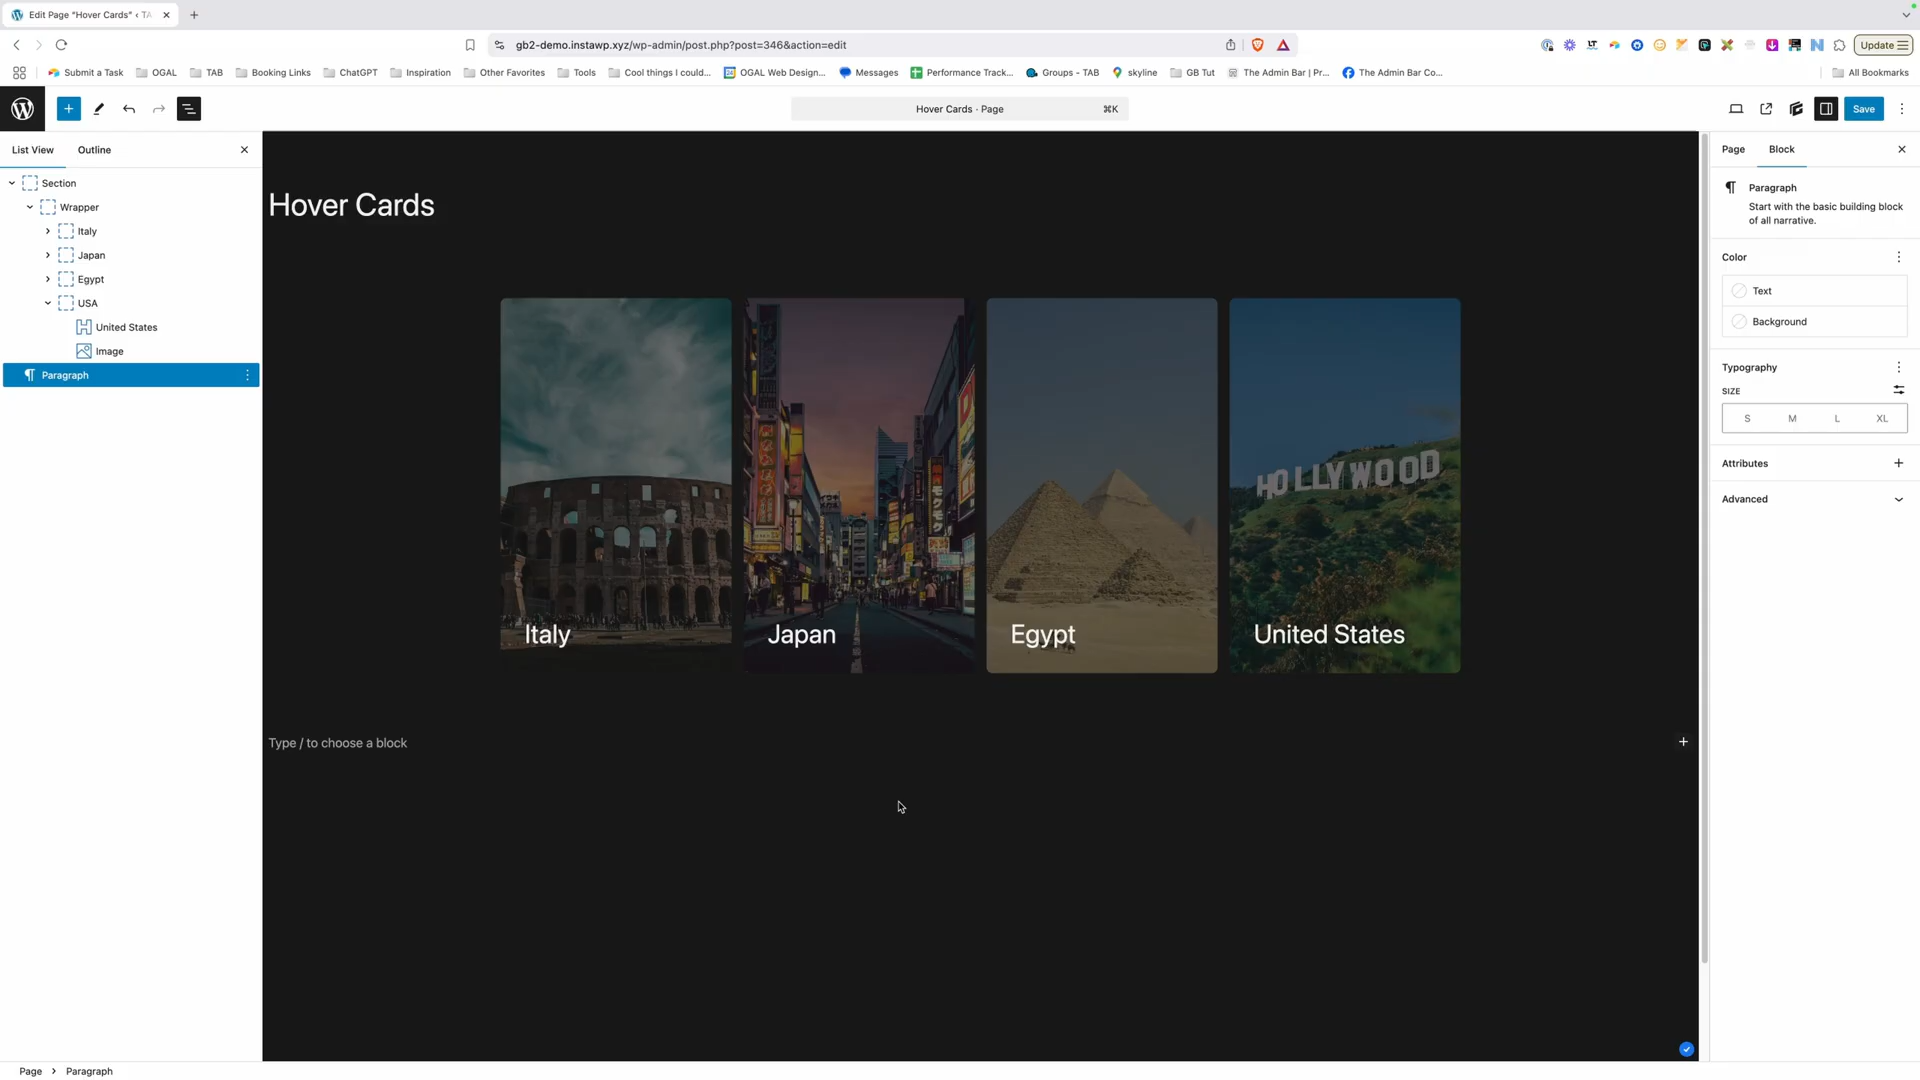 Edit Page "Hover Cards" ‹ TA
gb2-demo.instawp.xyz/wp-admin/post.php?post=346&action=edit
Update
Submit a Task
OGAL
TAB
Booking Links
ChatGPT
Inspiration
Other Favorites
Tools
Cool things I could...
OGAL Web Design...
Messages
Performance Track...
Groups - TAB
skyline
GB Tut
The Admin Bar | Pr...
The Admin Bar Co...
All Bookmarks
Hover Cards · Page
⌘K
Save
List View
Outline
Section
Wrapper
Italy
Japan
Egypt
USA
United States
Image
Paragraph
Hover Cards
HOLLYWOOD
Italy
Japan
Egypt
United States
Type / to choose a block
Page
Block
Paragraph
Start with the basic building block
of all narrative.
Color
Text
Background
Typography
SIZE
S M L XL
Attributes
Advanced
Page > Paragraph